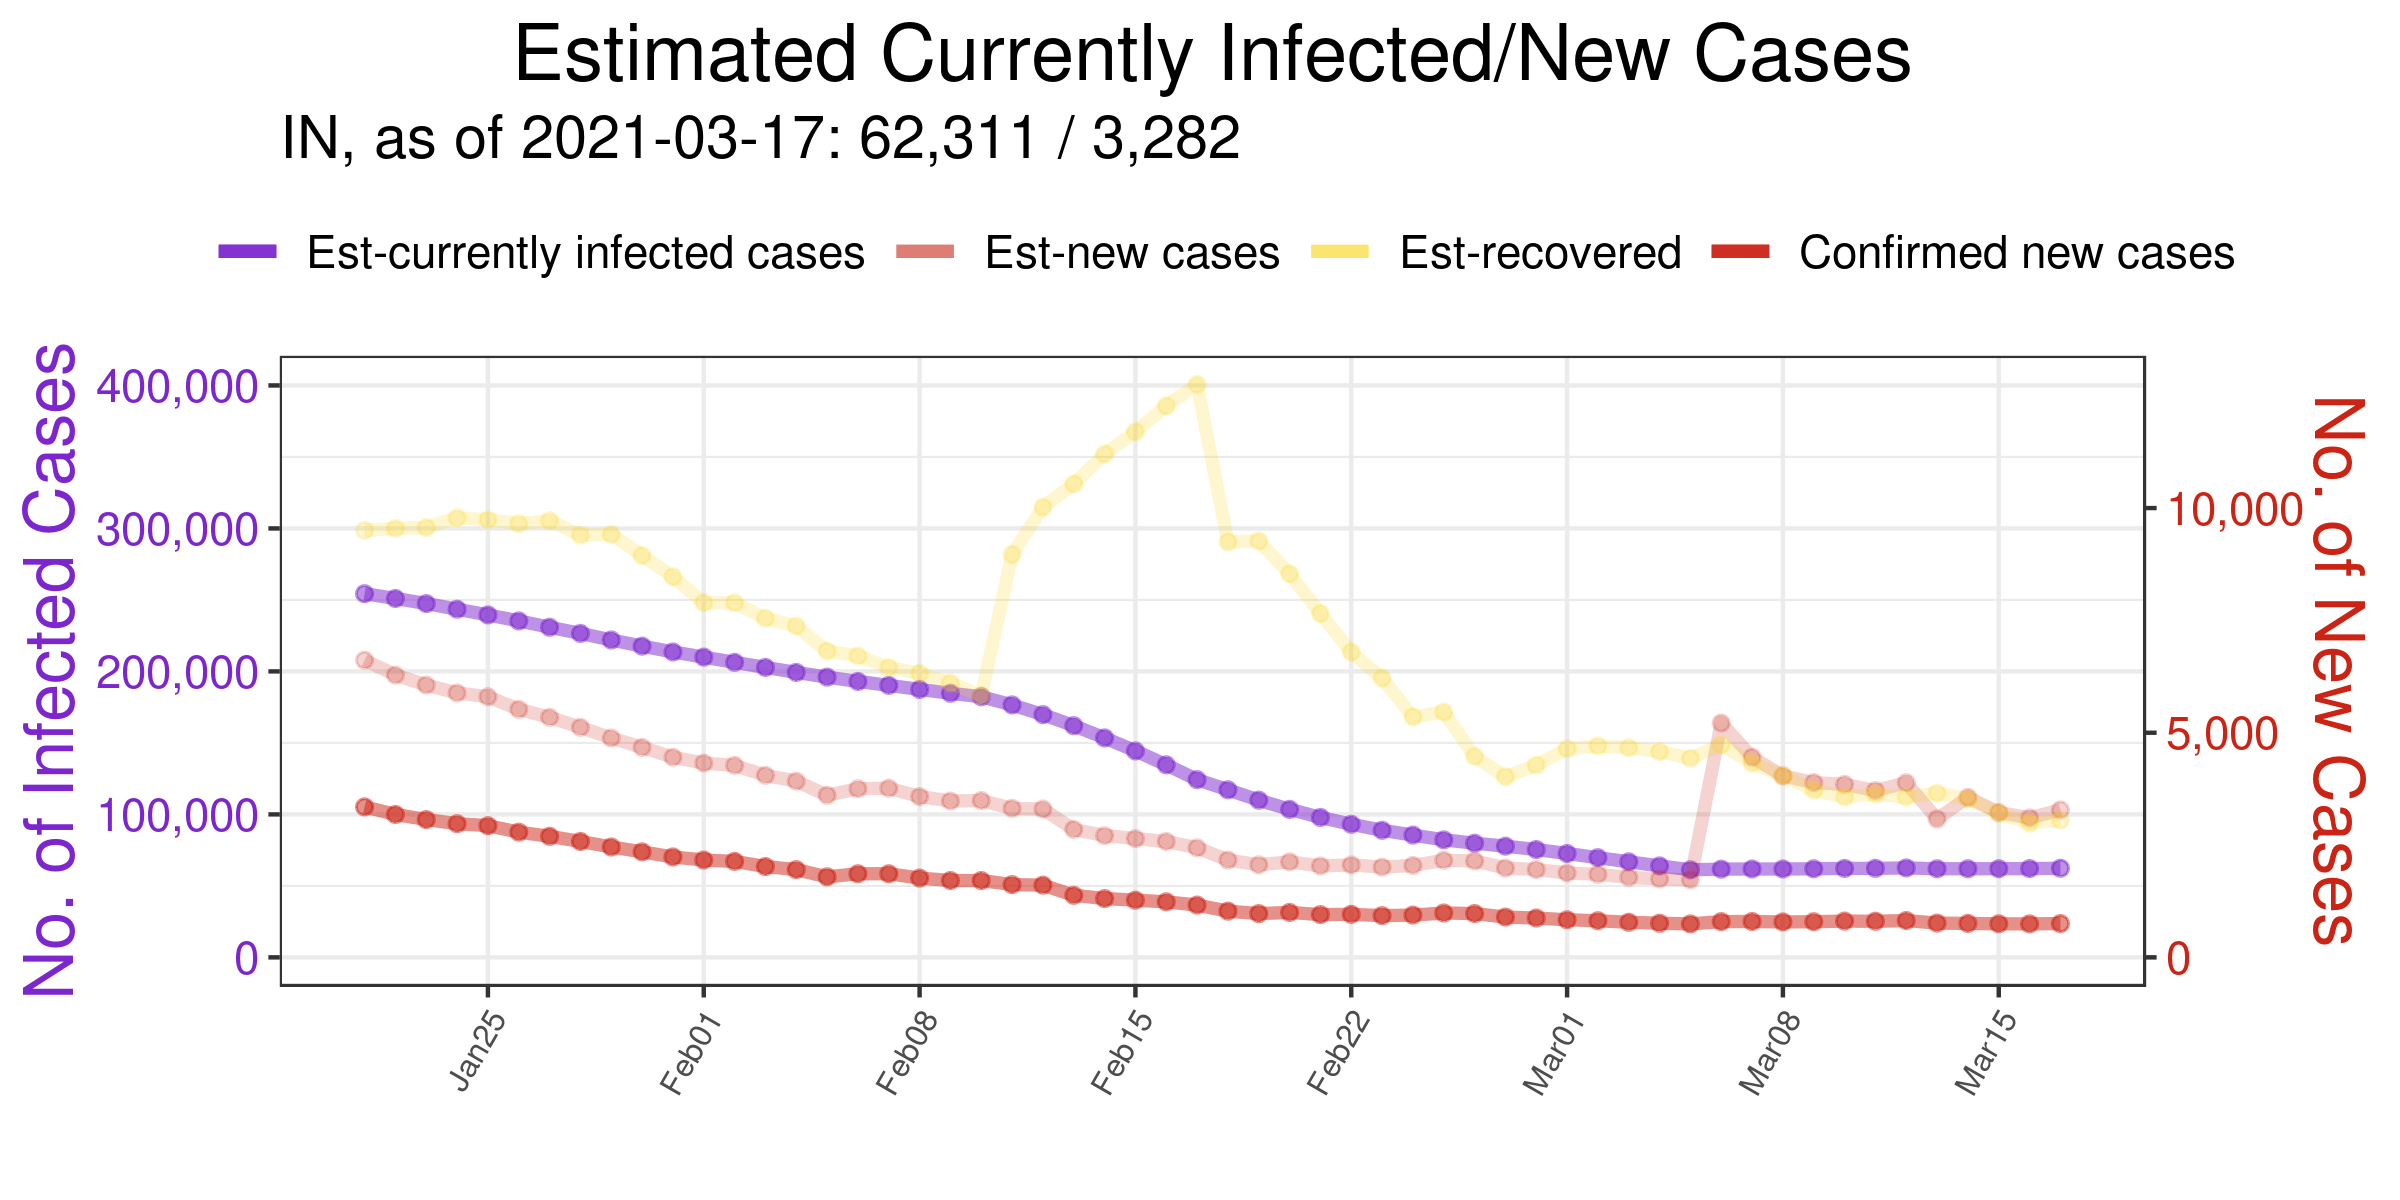 Estimated Currently Infected/New Cases
IN, as of 2021-03-17: 62,311 / 3,282
Est-currently infected cases Est-new cases Est-recovered Confirmed new cases
No. of Infected Cases
400,000
300,000
200,000
100,000
0
10,000
5,000
0
No. of New Cases
Jan25 Feb01 Feb08 Feb15 Feb22 Mar01 Mar08 Mar15